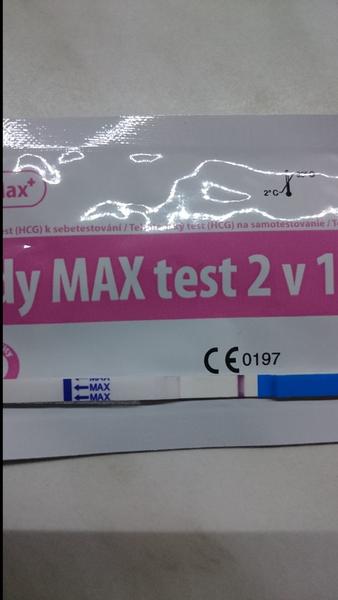 ax+
2°C
est (HCG) k sebetestování / Te
test (HCG) na samotestovanie / T
dy MAX test 2 v 1
CE 0197
MAX
←MAX
←MAX